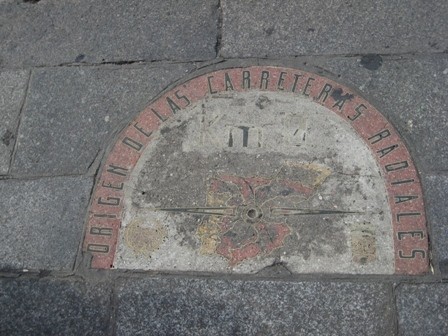 ORIGEN DE LAS CARRETERAS RADIALES